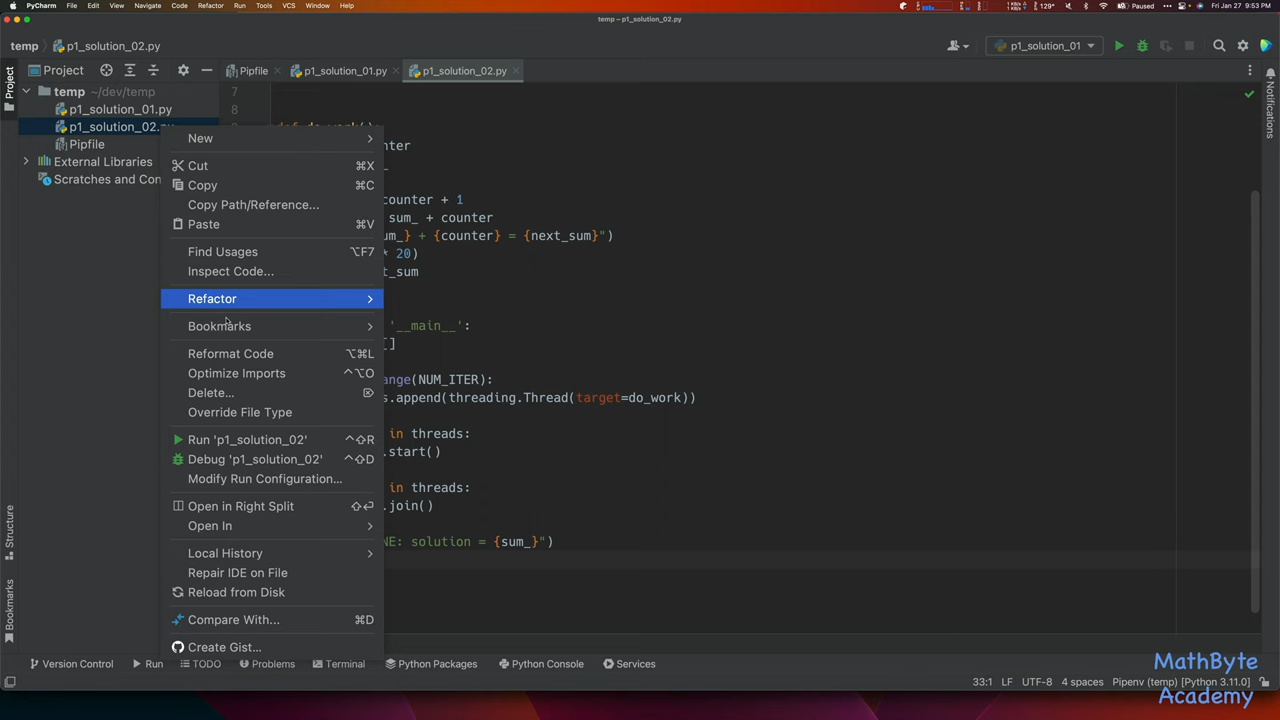 PyCharm File Edit View Navigate Code Refactor Run Tools VCS Window Help 129° Paused Fri Jan 27 9:53 PM
temp – p1_solution_02.py
temp p1_solution_02.py p1_solution_01
Project Project Pipfile p1_solution_01.py p1_solution_02.py Notifications
temp ~/dev/temp 7
p1_solution_01.py 8
p1_solution_02.py
Pipfile
External Libraries
Scratches and Con
New
Cut ⌘X
Copy ⌘C
Copy Path/Reference...
Paste ⌘V
Find Usages ⌥F7
Inspect Code...
Refactor
Bookmarks
Reformat Code ⌥⌘L
Optimize Imports ^⌥O
Delete... ⌦
Override File Type
Run 'p1_solution_02' ^⇧R
Debug 'p1_solution_02' ^⇧D
Modify Run Configuration...
Open in Right Split ⇧⏎
Open In
Local History
Repair IDE on File
Reload from Disk
Compare With... ⌘D
Create Gist...
nter
counter + 1
sum_ + counter
m_} + {counter} = {next_sum}")
* 20)
t_sum
'__main__':
[]
ange(NUM_ITER):
s.append(threading.Thread(target=do_work))
in threads:
.start()
in threads:
.join()
NE: solution = {sum_}")
Structure
Bookmarks
Version Control Run TODO Problems Terminal Python Packages Python Console Services
33:1 LF UTF-8 4 spaces Pipenv (temp) [Python 3.11.0]
MathByte
Academy